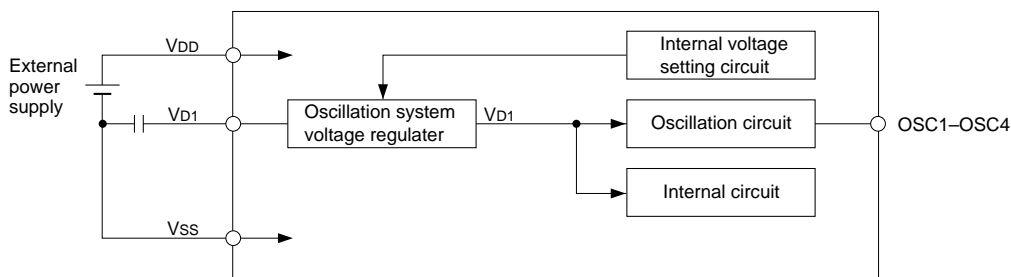 External
power
supply
VDD
VD1
VSS
Internal voltage
setting circuit
Oscillation system
voltage regulater
VD1
Oscillation circuit
Internal circuit
OSC1–OSC4